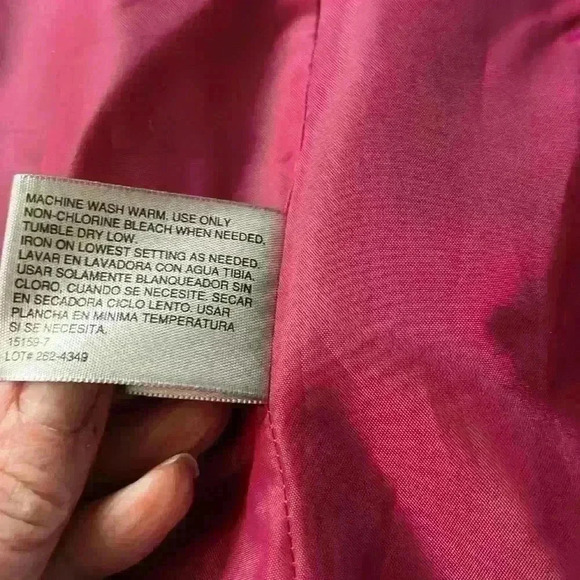 MACHINE WASH WARM. USE ONLY
NON-CHLORINE BLEACH WHEN NEEDED.
TUMBLE DRY LOW.
IRON ON LOWEST SETTING AS NEEDED.
LAVAR EN LAVADORA CON AGUA TIBIA.
USAR SOLAMENTE BLANQUEADOR SIN
CLORO, CUANDO SE NECESITE. SECAR
EN SECADORA CICLO LENTO. USAR
PLANCHA EN MINIMA TEMPERATURA
SI SE NECESITA.
15159-7
LOT# 262-4349